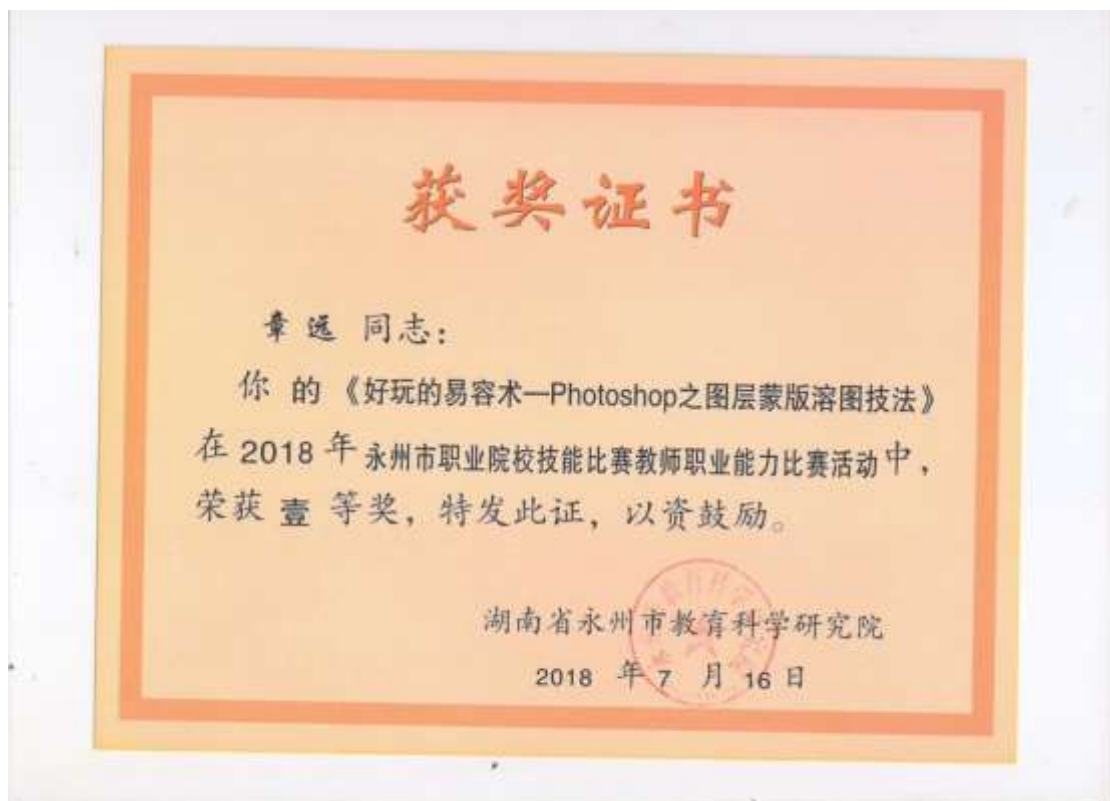 获奖证书
章远 同志：
你 的 《好玩的易容术—Photoshop之图层蒙版溶图技法》
在 2018 年 永州市职业院校技能比赛教师职业能力比赛活动中，
荣获 壹 等奖，特发此证，以资鼓励。
湖南省永州市教育科学研究院
2018 年 7 月 16 日